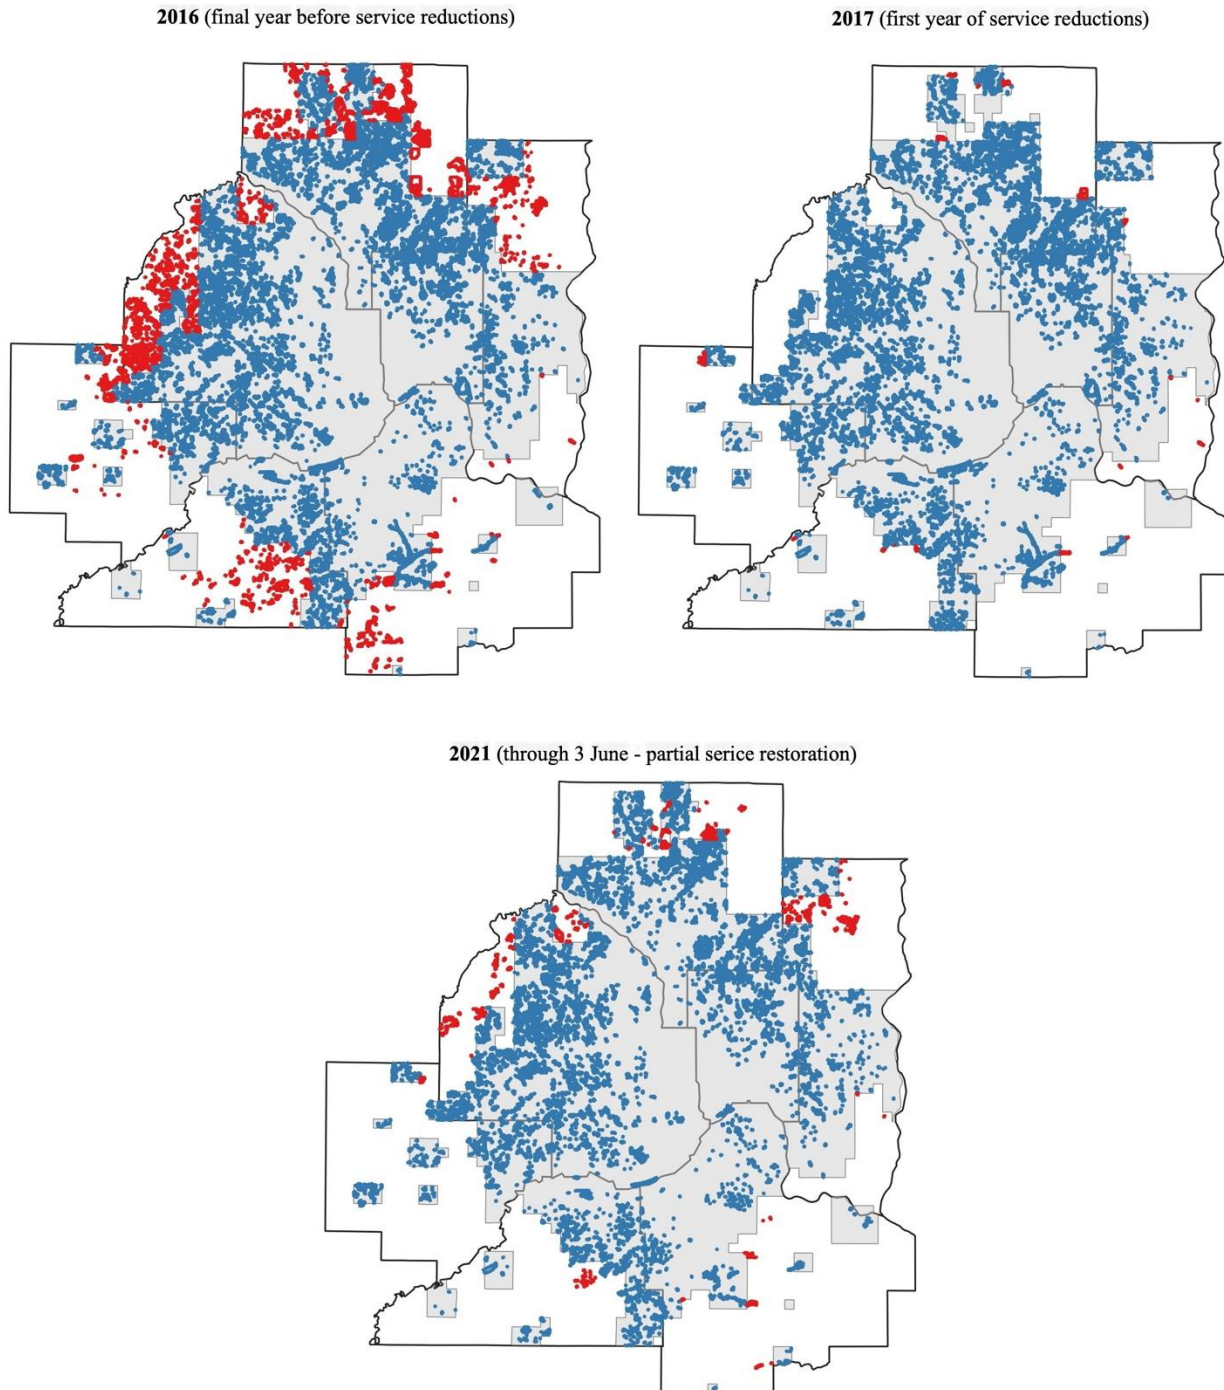 2016 (final year before service reductions)
2017 (first year of service reductions)
2021 (through 3 June - partial serice restoration)